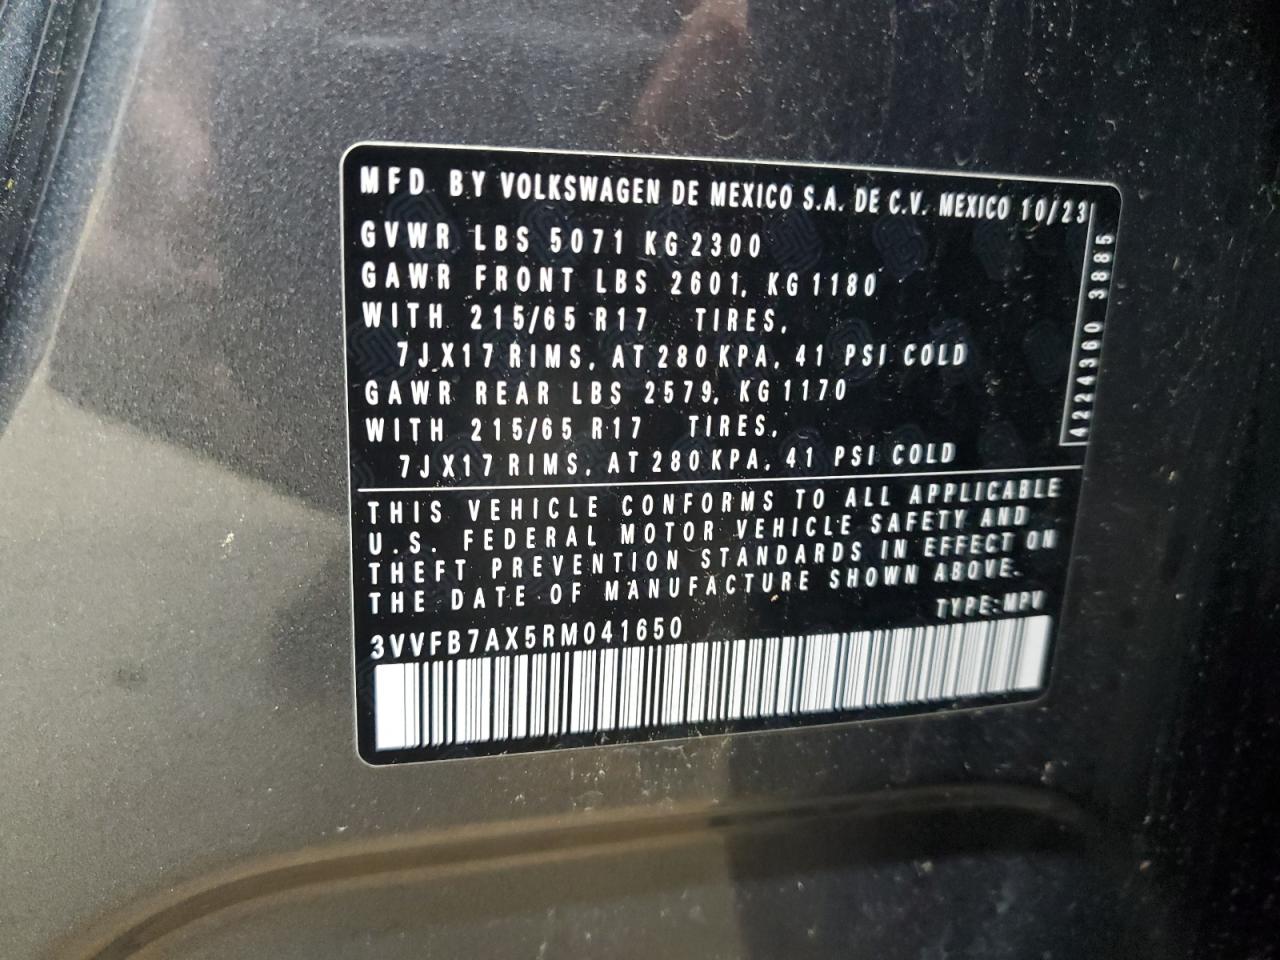 MFD. BY VOLKSWAGEN DE MEXICO S.A. DE C.V. MEXICO 10/23
GVWR LBS 5071 KG 2300
GAWR FRONT LBS 2601, KG 1180
WITH 215/65 R17 TIRES,
7JX17 RIMS, AT 280 KPA, 41 PSI COLD
GAWR REAR LBS 2579, KG 1170
WITH 215/65 R17 TIRES,
7JX17 RIMS, AT 280 KPA, 41 PSI COLD
4224360 3885
THIS VEHICLE CONFORMS TO ALL APPLICABLE
U.S. FEDERAL MOTOR VEHICLE SAFETY AND
THEFT PREVENTION STANDARDS IN EFFECT ON
THE DATE OF MANUFACTURE SHOWN ABOVE.
TYPE: MPV
3VVFB7AX5RM041650